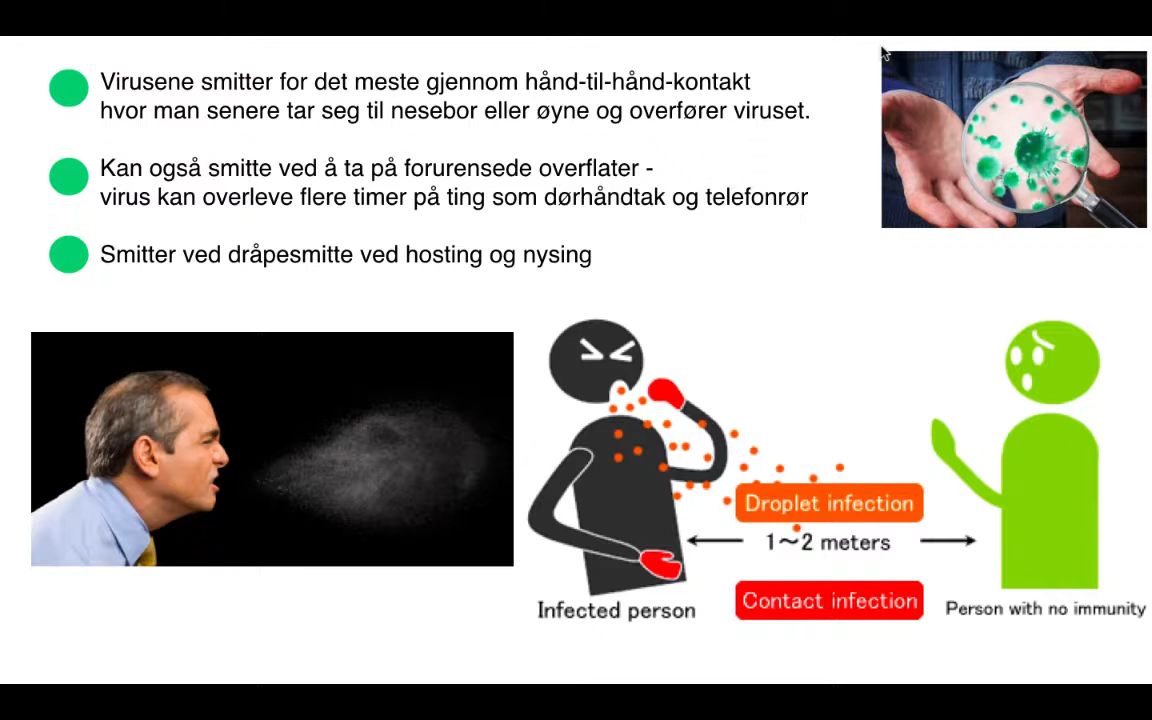 Virusene smitter for det meste gjennom hånd-til-hånd-kontakt
hvor man senere tar seg til nesebor eller øyne og overfører viruset.
Kan også smitte ved å ta på forurensede overflater -
virus kan overleve flere timer på ting som dørhåndtak og telefonrør
Smitter ved dråpesmitte ved hosting og nysing
Droplet infection
1～2 meters
Contact infection
Infected person
Person with no immunity